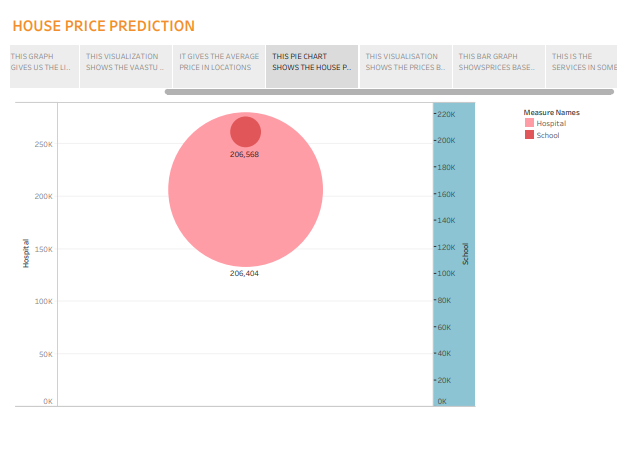 HOUSE PRICE PREDICTION
THIS GRAPH
GIVES US THE LI...
THIS VISUALIZATION
SHOWS THE VAASTU ...
IT GIVES THE AVERAGE
PRICE IN LOCATIONS
THIS PIE CHART
SHOWS THE HOUSE P...
THIS VISUALISATION
SHOWS THE PRICES B...
THIS BAR GRAPH
SHOWSPRICES BASE...
THIS IS THE
SERVICES IN SOME
Hospital
250K
200K
150K
100K
50K
0K
206,568
206,404
220K
200K
180K
160K
140K
120K
100K
80K
60K
40K
20K
0K
School
Measure Names
Hospital
School